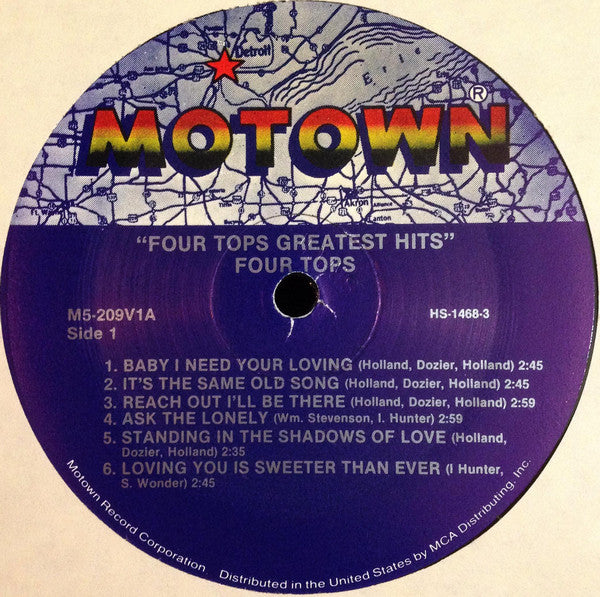 Detroit
Erie
MOTOWN®
Akron
Canton
"FOUR TOPS GREATEST HITS"
FOUR TOPS
M5-209V1A
HS-1468-3
Side 1
1. BABY I NEED YOUR LOVING (Holland, Dozier, Holland) 2:45
2. IT'S THE SAME OLD SONG (Holland, Dozier, Holland) 2:45
3. REACH OUT I'LL BE THERE (Holland, Dozier, Holland) 2:59
4. ASK THE LONELY (Wm. Stevenson, I. Hunter) 2:59
5. STANDING IN THE SHADOWS OF LOVE (Holland,
Dozier, Holland) 2:35
6. LOVING YOU IS SWEETER THAN EVER (I Hunter,
S. Wonder) 2:45
Motown Record Corporation Distributed in the United States by MCA Distributing, Inc.